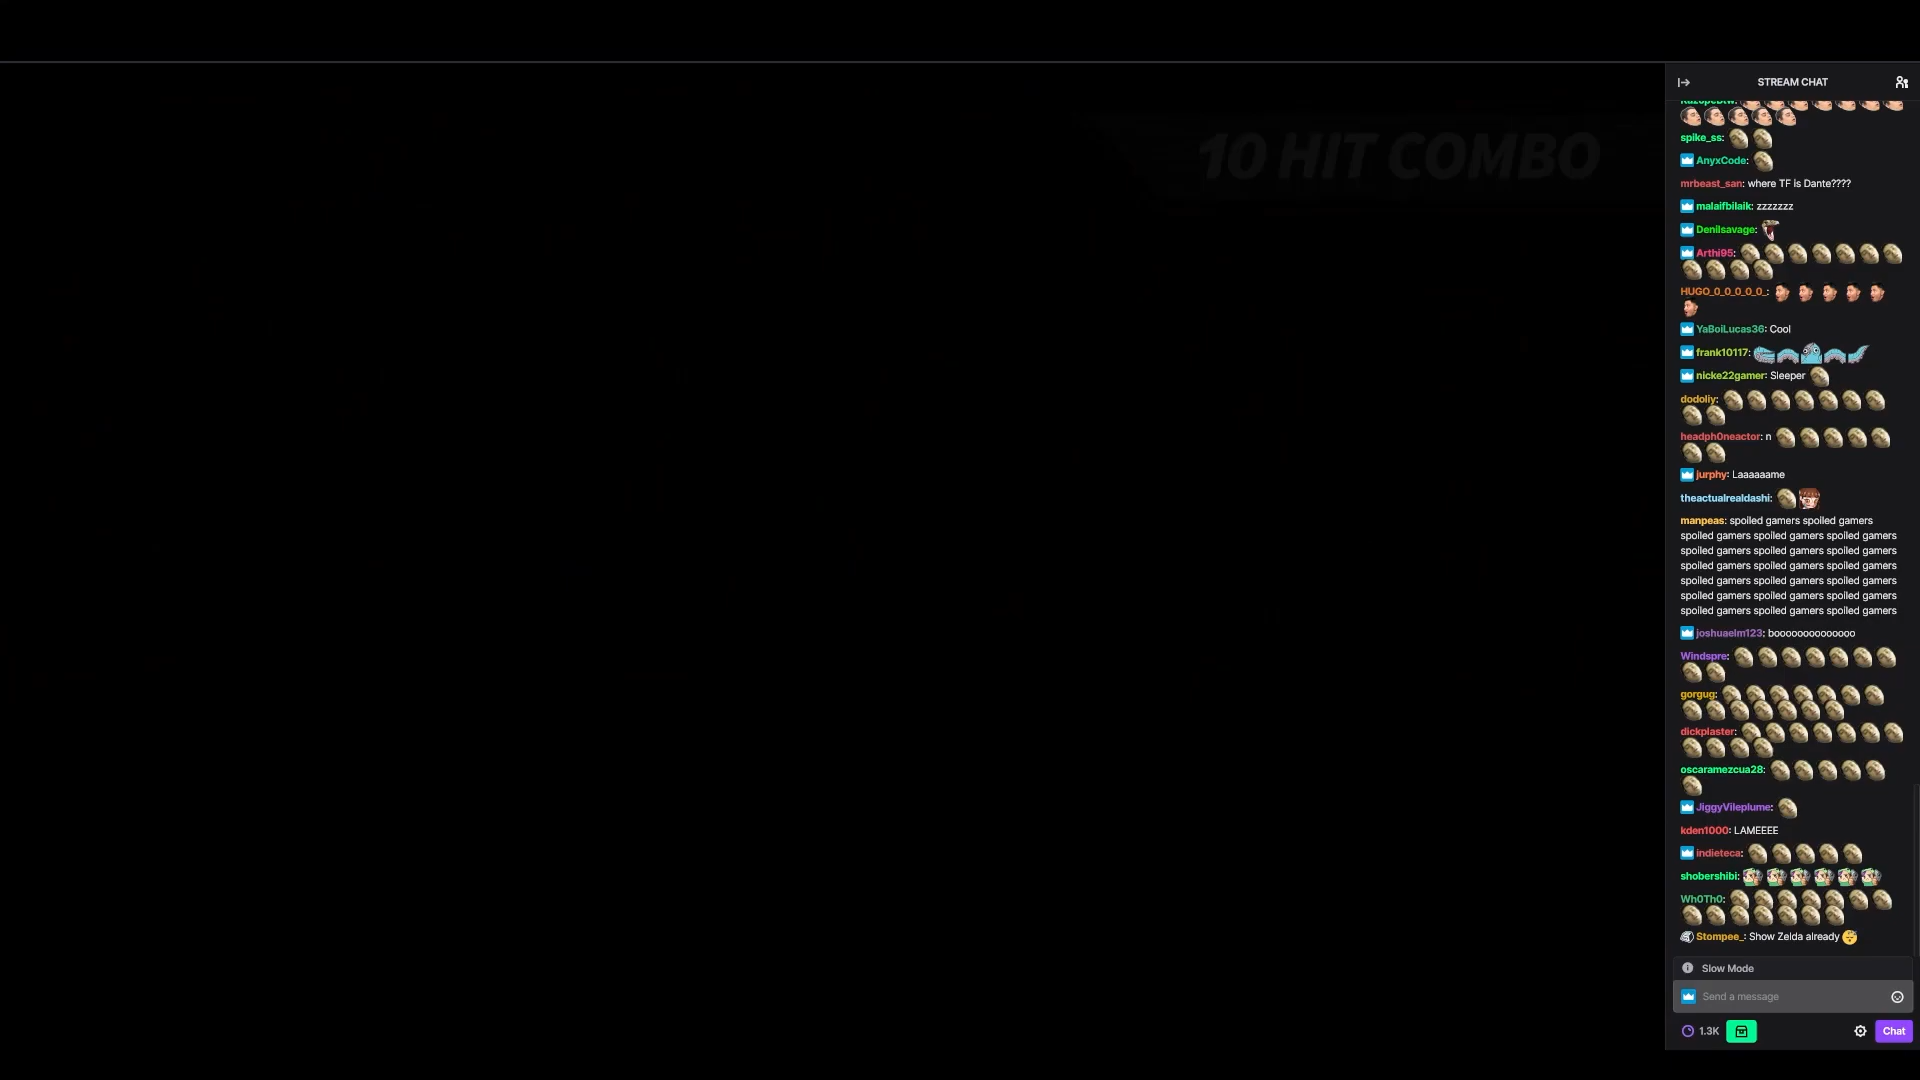 10 HIT COMBO
STREAM CHAT
spike_ss:
AnyxCode:
mrbeast_san: where TF is Dante????
malaifbilaik: zzzzzzz
Denilsavage:
Arthi95:
HUGO_0_0_0_0_0_:
YaBoiLucas36: Cool
frank10117:
nicke22gamer: Sleeper
dodoliy:
headph0neactor: n
jurphy: Laaaaaame
theactualrealdashi:
manpeas: spoiled gamers spoiled gamers
spoiled gamers spoiled gamers spoiled gamers
spoiled gamers spoiled gamers spoiled gamers
spoiled gamers spoiled gamers spoiled gamers
spoiled gamers spoiled gamers spoiled gamers
spoiled gamers spoiled gamers spoiled gamers
spoiled gamers spoiled gamers spoiled gamers
joshuaelm123: boooooooooooooo
Windspre:
gorgug:
dickplaster:
oscaramezcua28:
JiggyVileplume:
kden1000: LAMEEEE
indieteca:
shobershibi:
Wh0Th0:
Stompee_: Show Zelda already
Slow Mode
Send a message
1.3K
Chat